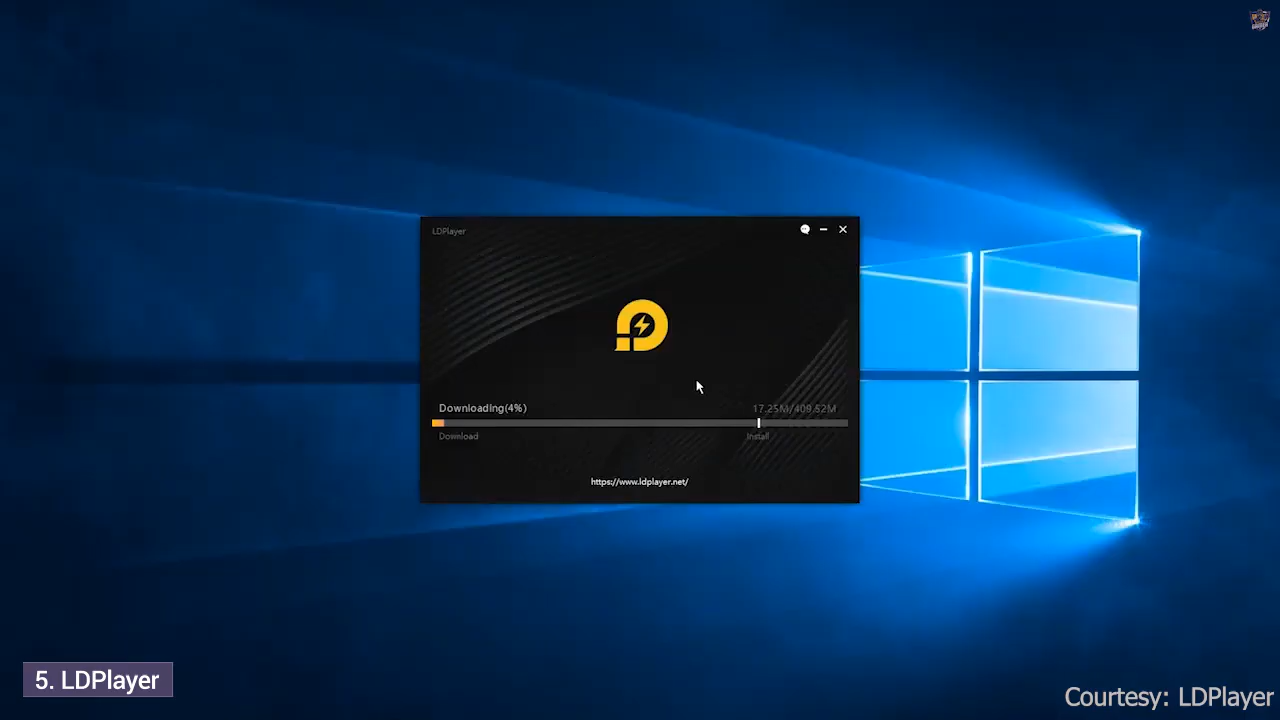 LDPlayer
Downloading(4%)
17.25M/409.52M
Download
Install
https://www.ldplayer.net/
5. LDPlayer
Courtesy: LDPlayer